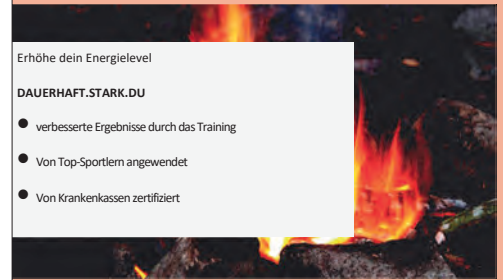 Erhöhe dein Energielevel
DAUERHAFT.STARK.DU
● verbesserte Ergebnisse durch das Training
● Von Top-Sportlern angewendet
● Von Krankenkassen zertifiziert